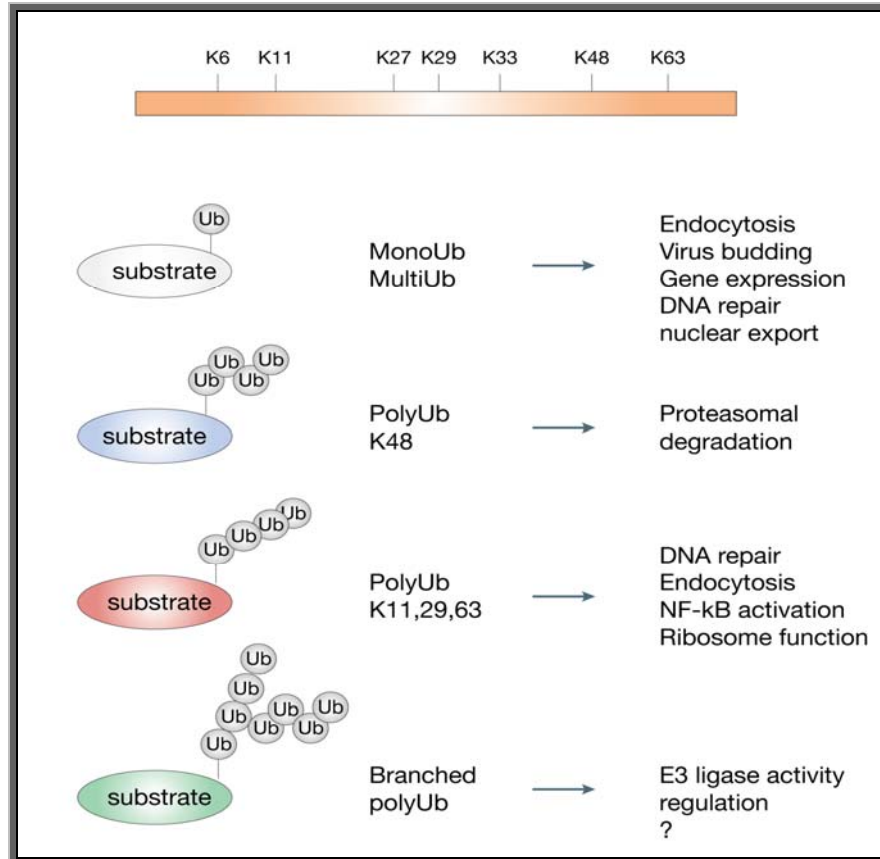 K6 K11 K27 K29 K33 K48 K63
Ub
substrate
MonoUb
MultiUb
Endocytosis
Virus budding
Gene expression
DNA repair
nuclear export
Ub Ub Ub Ub
substrate
PolyUb
K48
Proteasomal
degradation
Ub Ub Ub Ub
substrate
PolyUb
K11,29,63
DNA repair
Endocytosis
NF-kB activation
Ribosome function
Ub
Ub
Ub Ub Ub
Ub Ub Ub
substrate
Branched
polyUb
E3 ligase activity
regulation
?